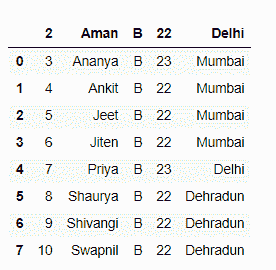 2 Aman B 22 Delhi
0 3 Ananya B 23 Mumbai
1 4 Ankit B 22 Mumbai
2 5 Jeet B 22 Mumbai
3 6 Jiten B 22 Mumbai
4 7 Priya B 23 Delhi
5 8 Shaurya B 22 Dehradun
6 9 Shivangi B 22 Dehradun
7 10 Swapnil B 22 Dehradun